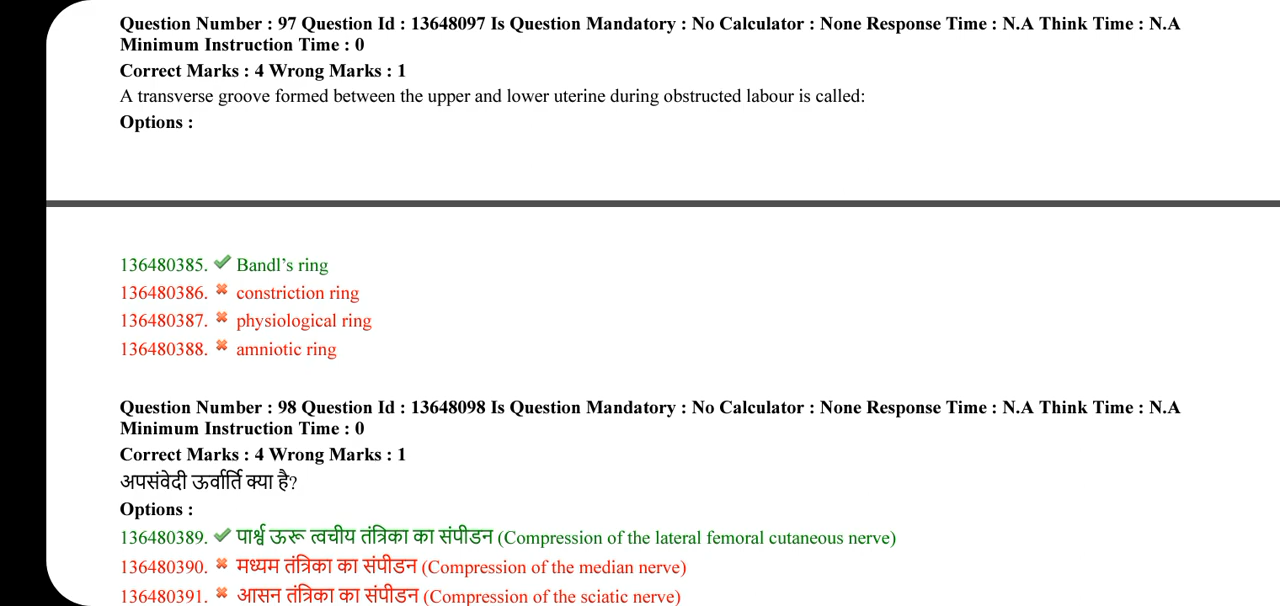 Question Number : 97 Question Id : 13648097 Is Question Mandatory : No Calculator : None Response Time : N.A Think Time : N.A
Minimum Instruction Time : 0
Correct Marks : 4 Wrong Marks : 1
A transverse groove formed between the upper and lower uterine during obstructed labour is called:
Options :
136480385. Bandl’s ring
136480386. constriction ring
136480387. physiological ring
136480388. amniotic ring
Question Number : 98 Question Id : 13648098 Is Question Mandatory : No Calculator : None Response Time : N.A Think Time : N.A
Minimum Instruction Time : 0
Correct Marks : 4 Wrong Marks : 1
अपसंवेदी ऊर्वार्ति क्या है?
Options :
136480389. पार्श्व ऊरू त्वचीय तंत्रिका का संपीडन (Compression of the lateral femoral cutaneous nerve)
136480390. मध्यम तंत्रिका का संपीडन (Compression of the median nerve)
136480391. आसन तंत्रिका का संपीडन (Compression of the sciatic nerve)